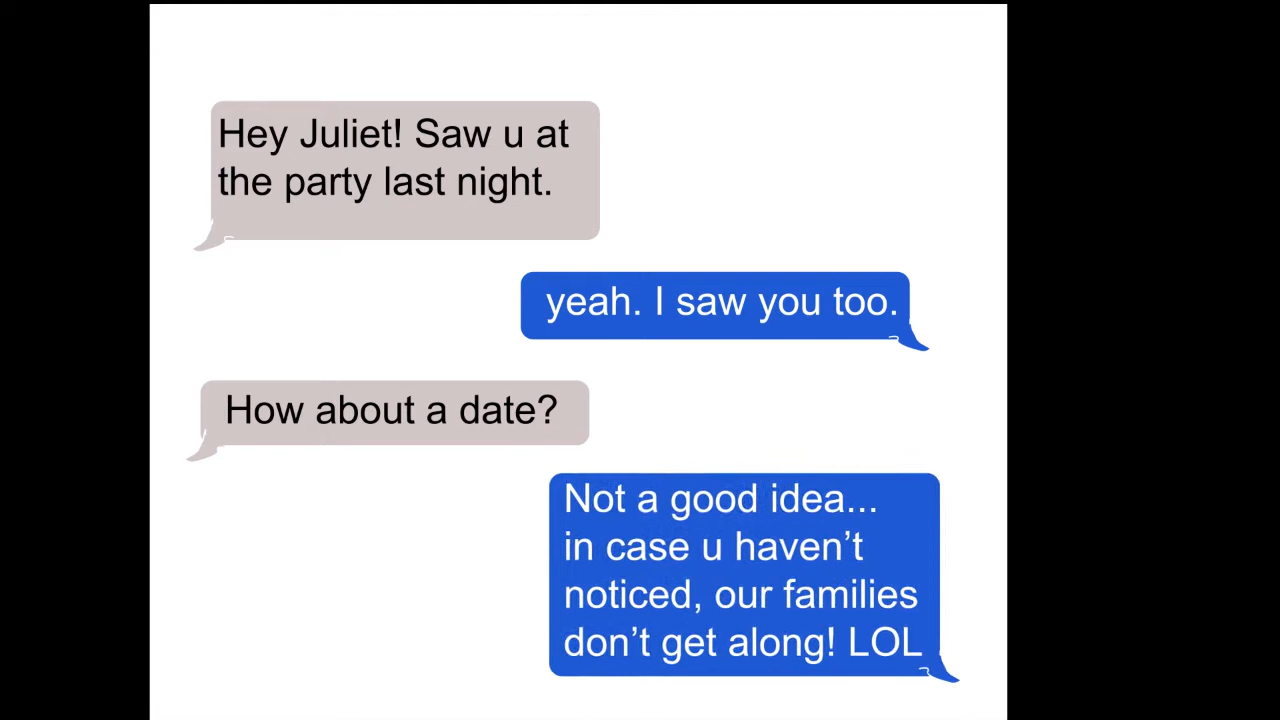 Hey Juliet! Saw u at
the party last night.
yeah. I saw you too.
How about a date?
Not a good idea...
in case u haven’t
noticed, our families
don’t get along! LOL